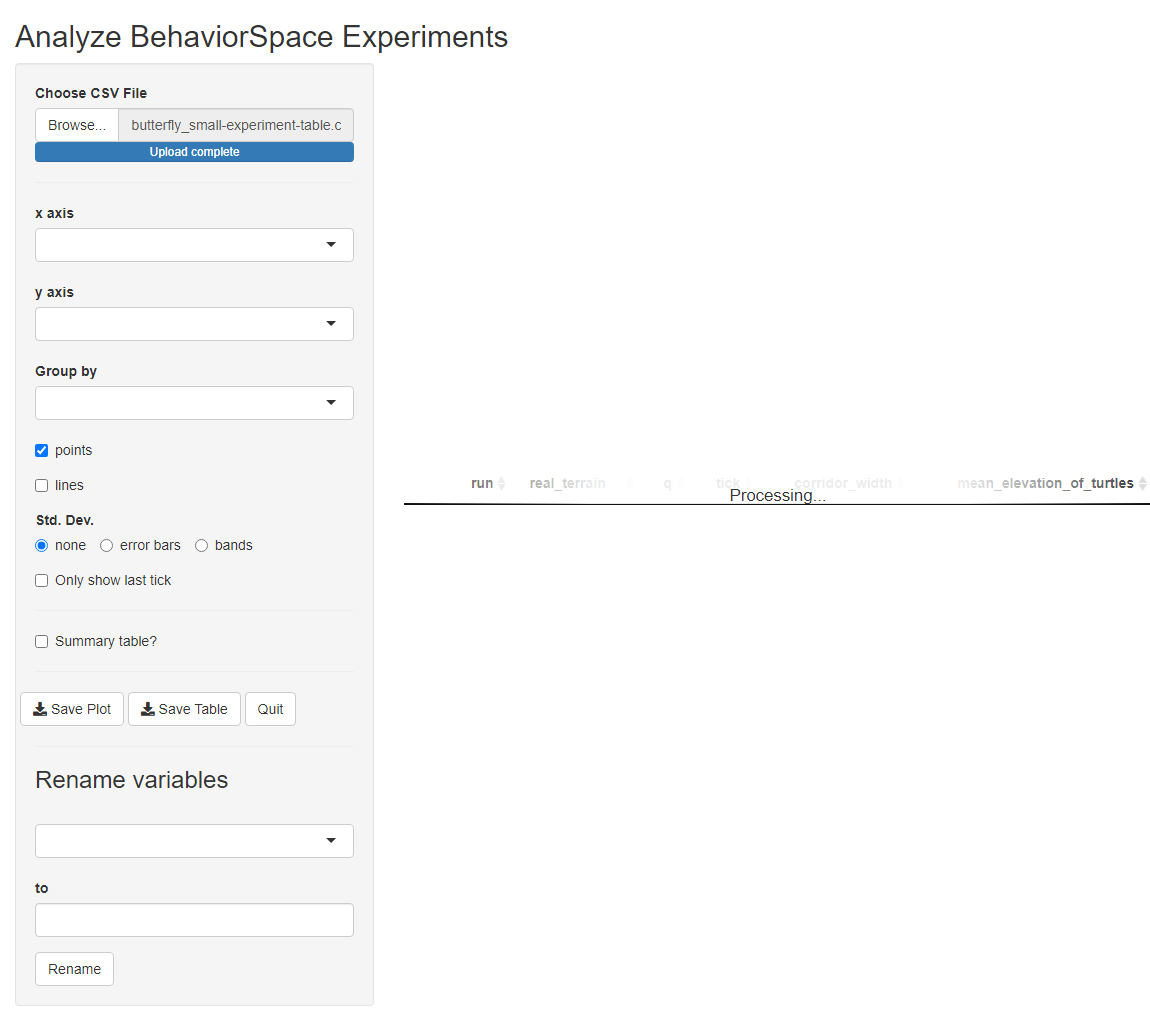 Analyze BehaviorSpace Experiments
Choose CSV File
Browse... butterfly_small-experiment-table.c
Upload complete
x axis
y axis
Group by
points
lines
Std. Dev.
none error bars bands
Only show last tick
Summary table?
Save Plot Save Table Quit
Rename variables
to
Rename
run real_terrain q tick corridor_width mean_elevation_of_turtles
Processing...